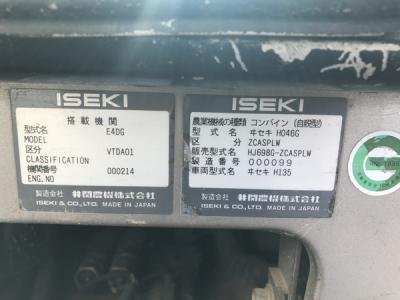 ISEKI
搭載機関
型式名 E4DG
MODEL
区分 VTDA01
CLASSIFICATION
機関番号 000214
ENG.NO
製造会社 井関農機株式会社
ISEKI & CO., LTD. MADE IN JAPAN
ISEKI
農業機械の種類 コンバイン(自脱型)
型式名 ヰセキ HO46G
区分 ZCASPLW
販売型式名 HJ698G-ZCASPLW
製造番号 000099
車両型式名 ヰセキ HI35
製造会社 井関農機株式会社
ISEKI & CO., LTD. MADE IN JAPAN